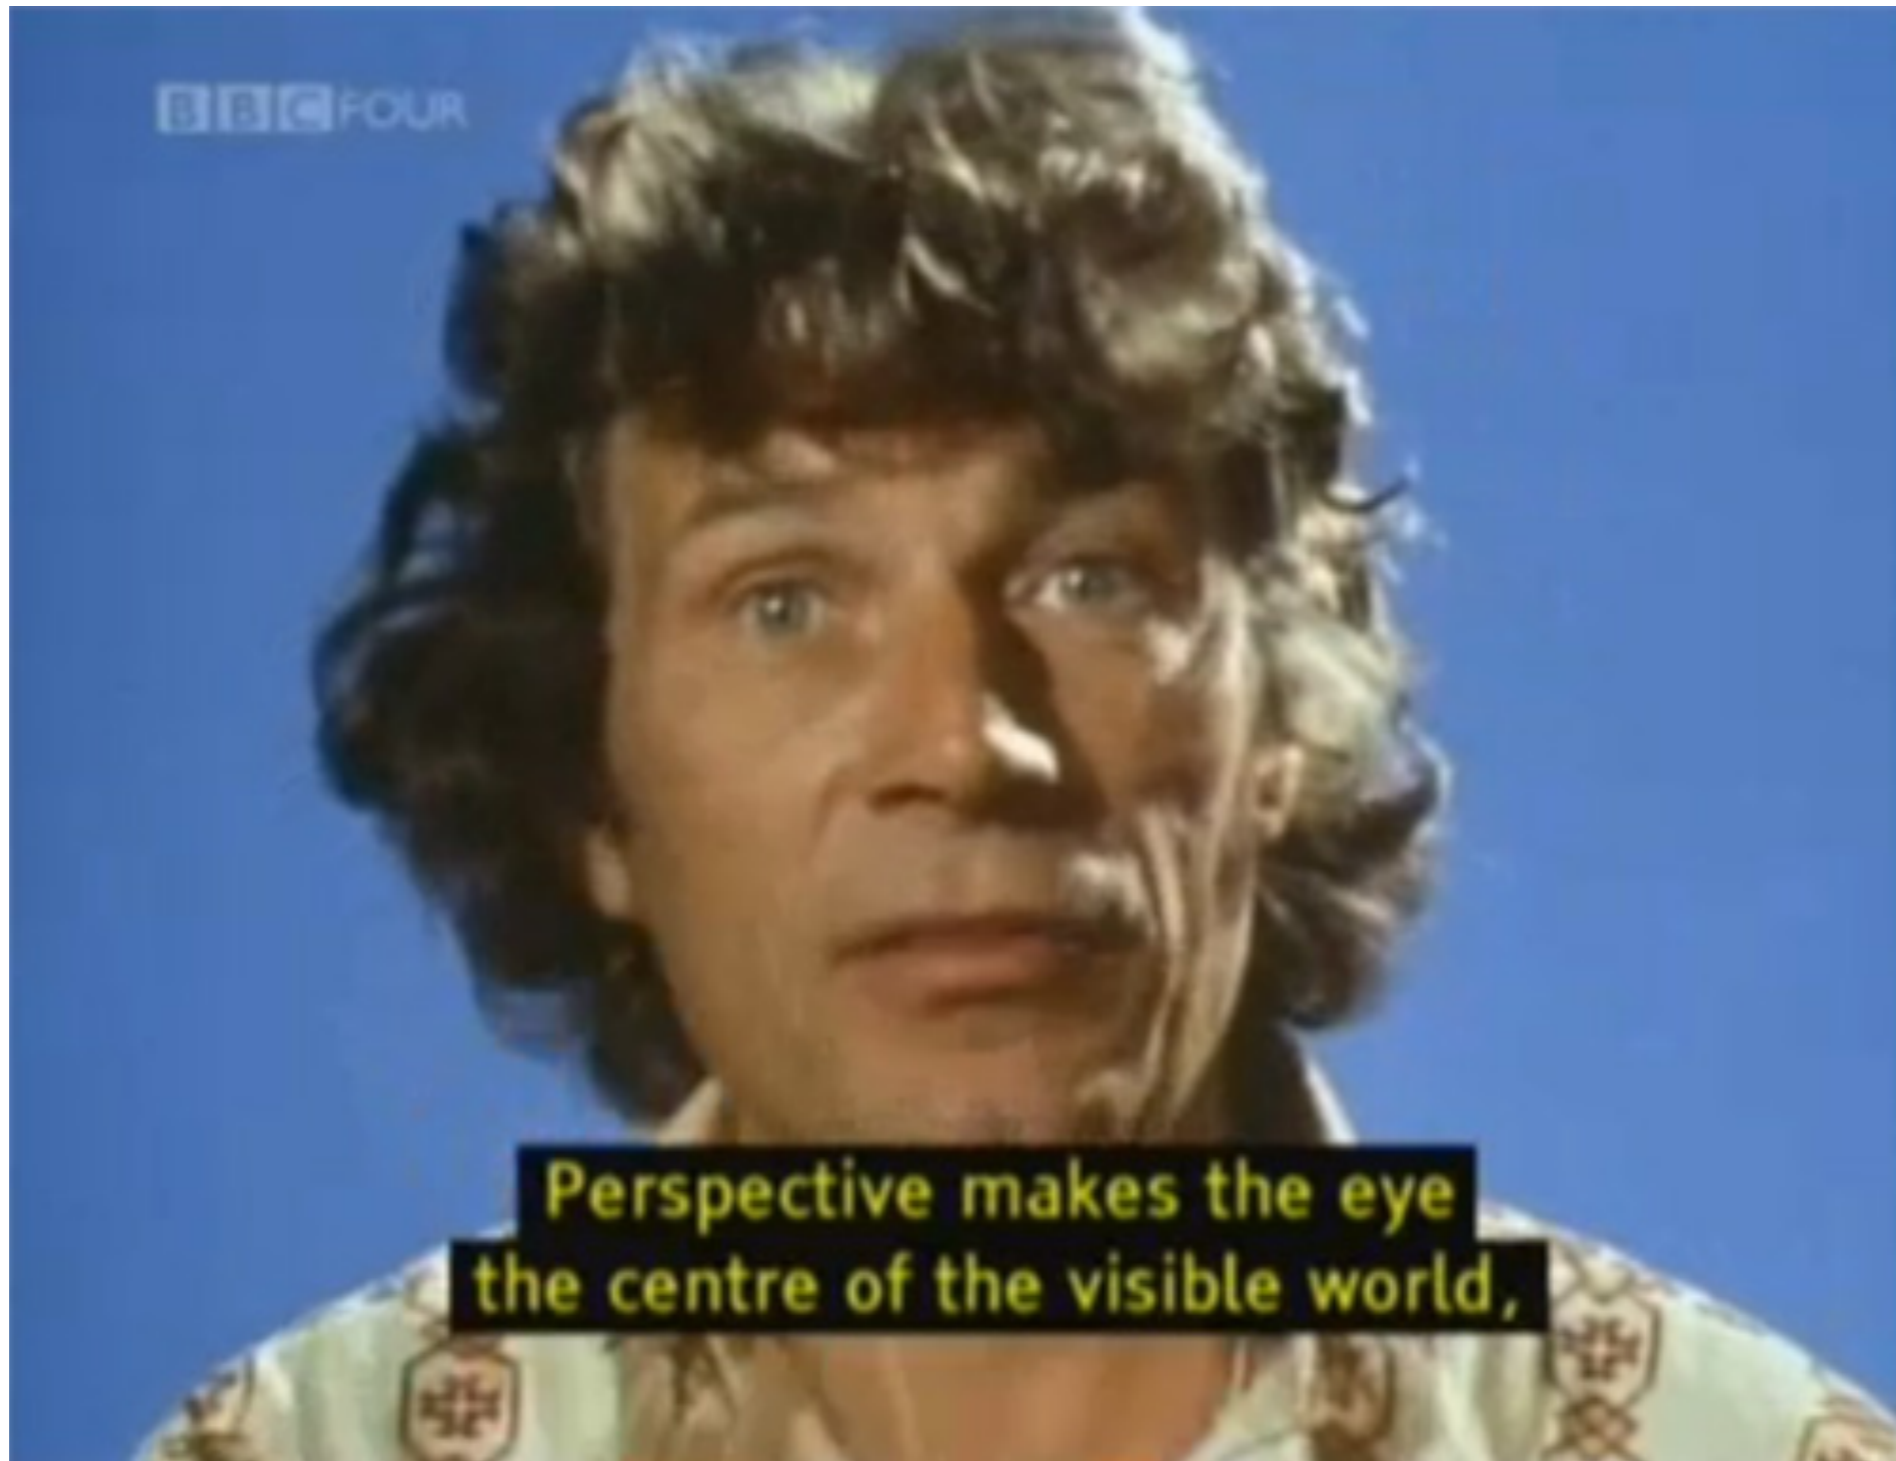 BBC FOUR
Perspective makes the eye
the centre of the visible world,